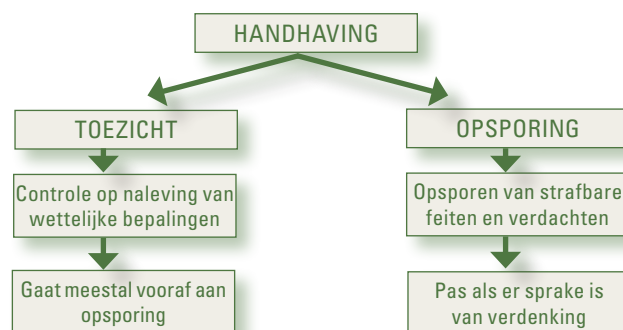 HANDHAVING
TOEZICHT
Controle op naleving van
wettelijke bepalingen
Gaat meestal vooraf aan
opsporing
OPSPORING
Opsporen van strafbare
feiten en verdachten
Pas als er sprake is
van verdenking